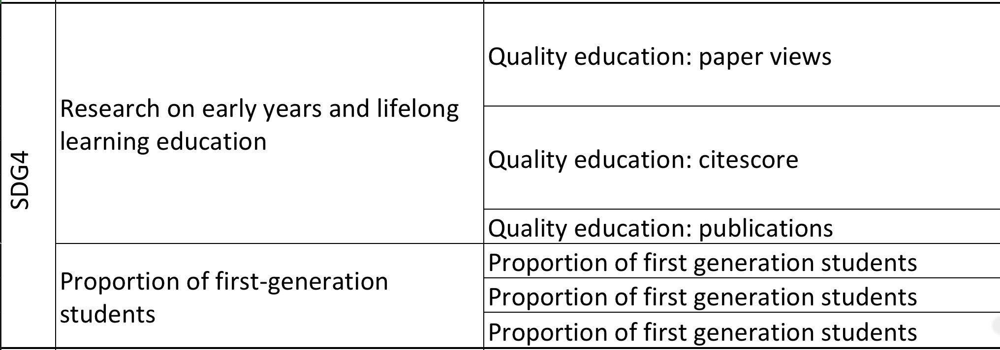 SDG4
Research on early years and lifelong
learning education
Quality education: paper views
Quality education: citescore
Quality education: publications
Proportion of first-generation
students
Proportion of first generation students
Proportion of first generation students
Proportion of first generation students